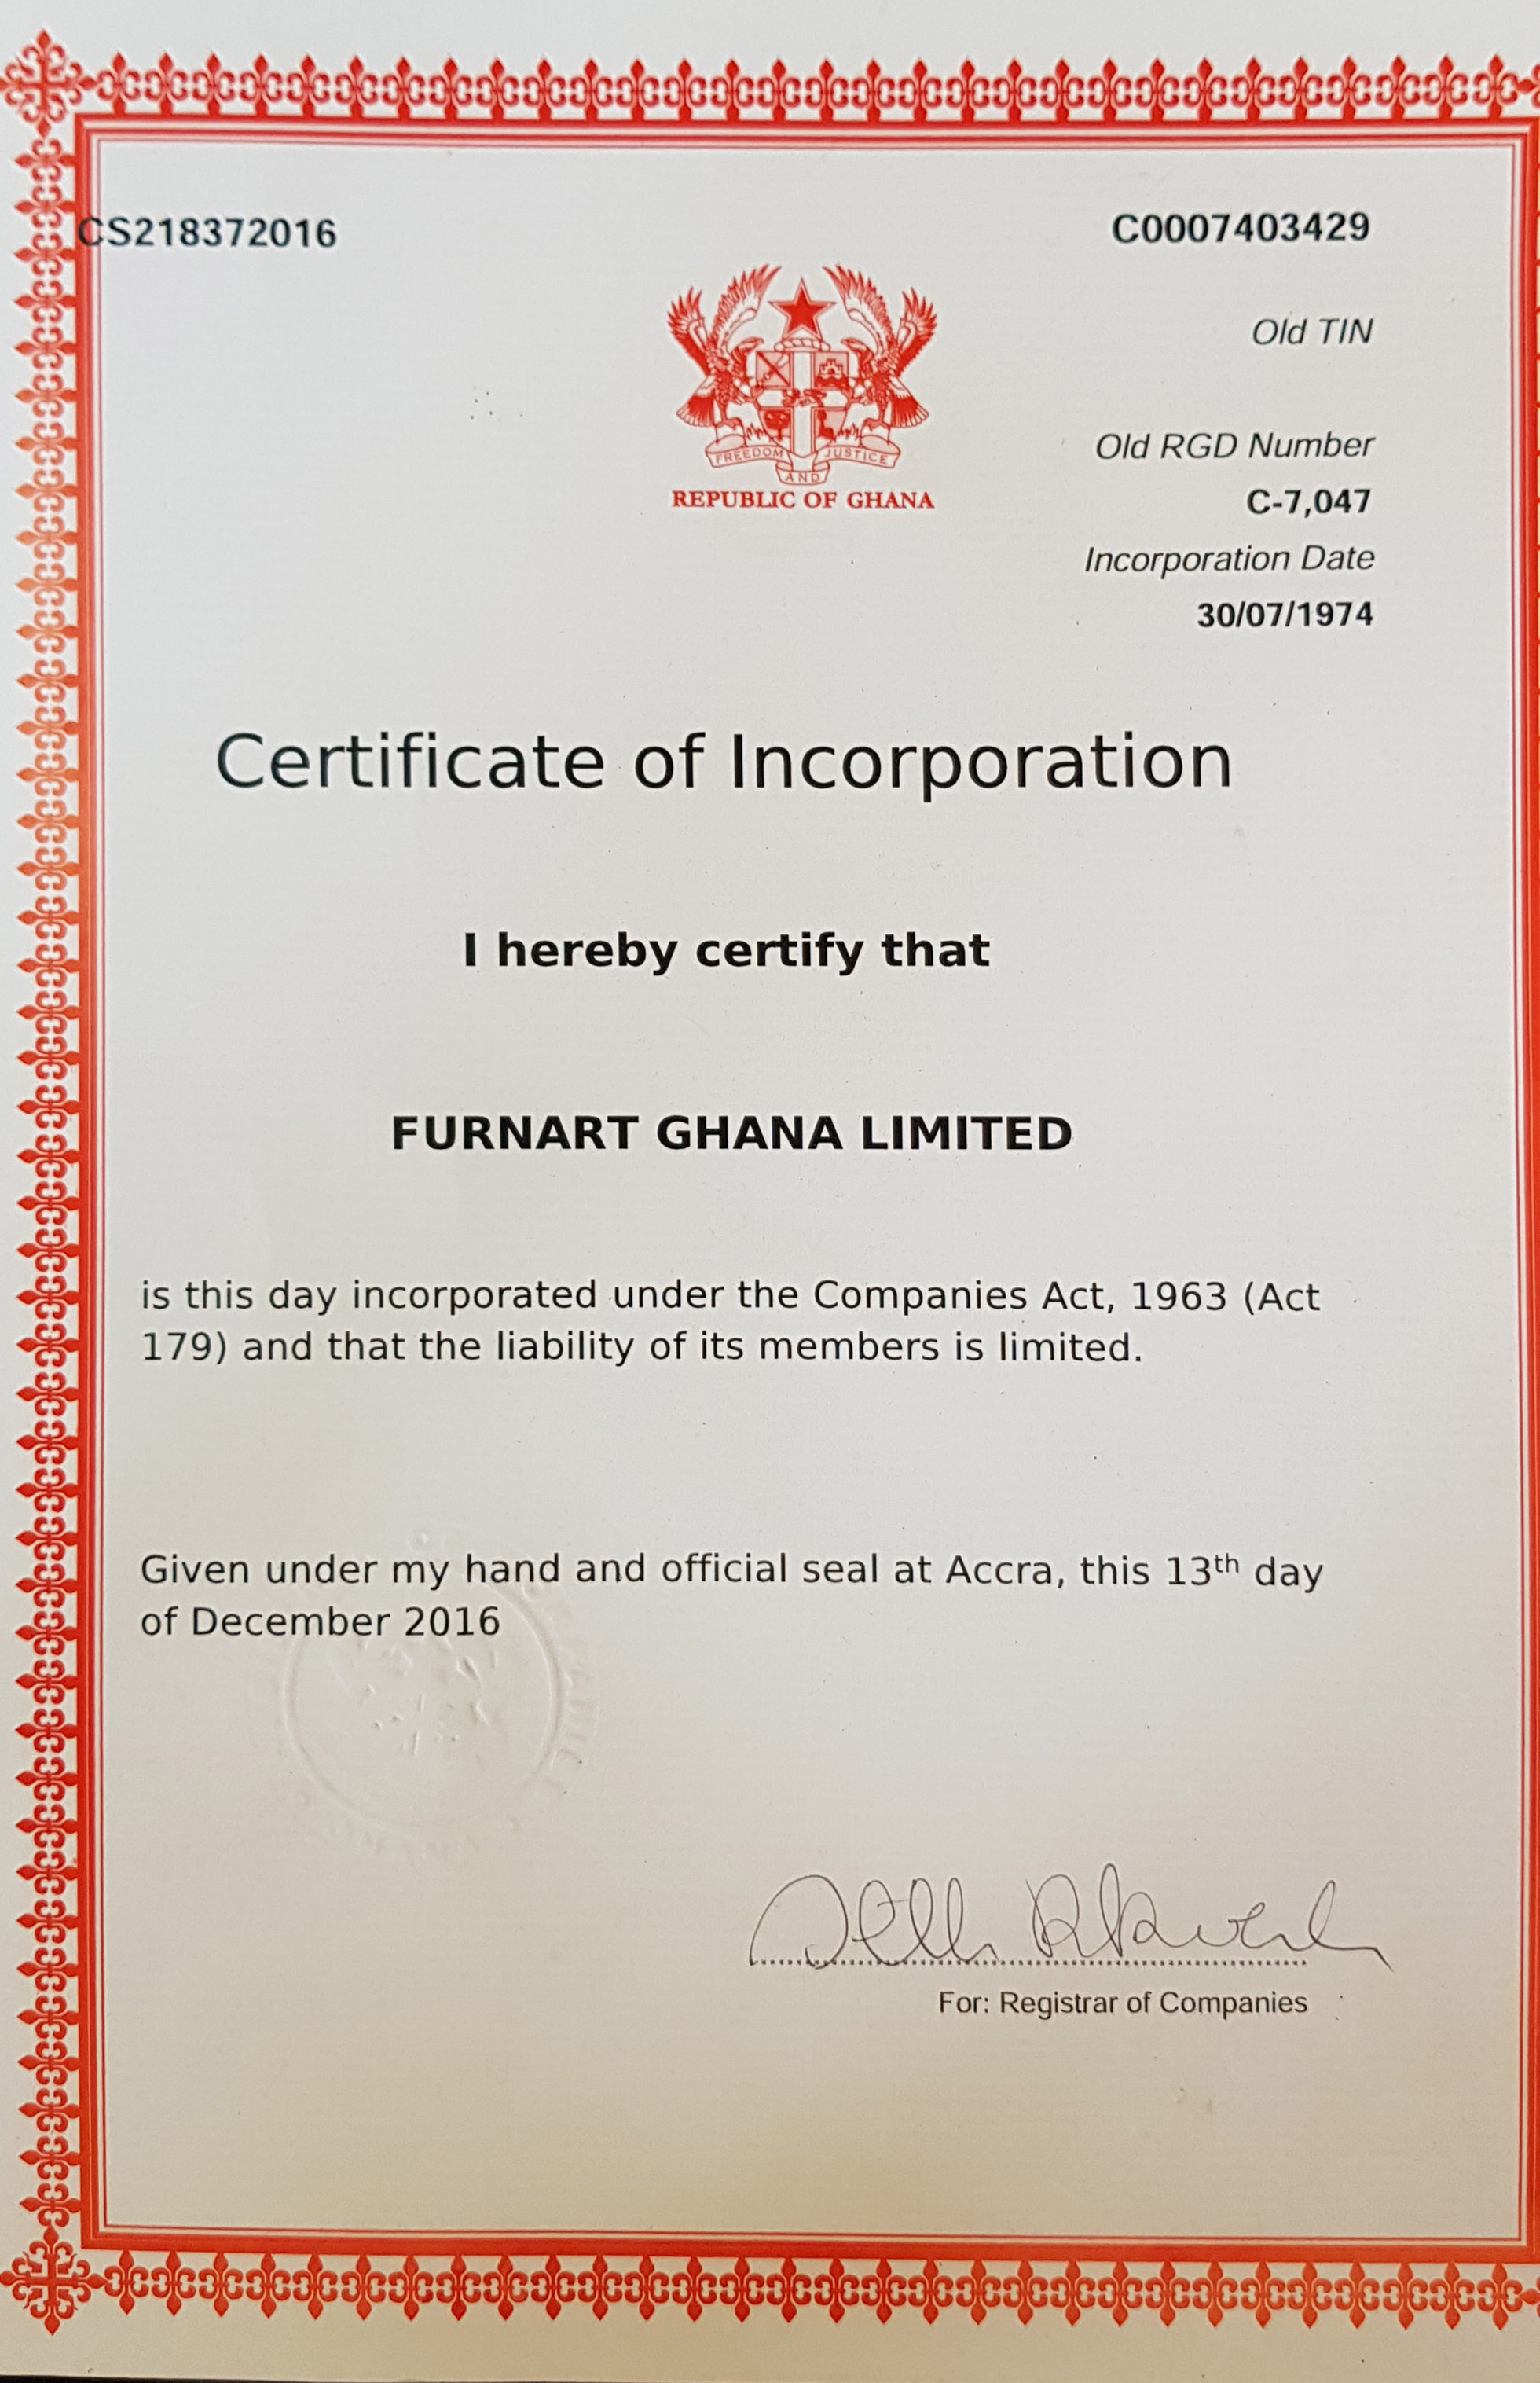 CS218372016
C0007403429
Old TIN
FREEDOM AND JUSTICE
REPUBLIC OF GHANA
Old RGD Number
C-7,047
Incorporation Date
30/07/1974
Certificate of Incorporation
I hereby certify that
FURNART GHANA LIMITED
is this day incorporated under the Companies Act, 1963 (Act
179) and that the liability of its members is limited.
Given under my hand and official seal at Accra, this 13th day
of December 2016
For: Registrar of Companies